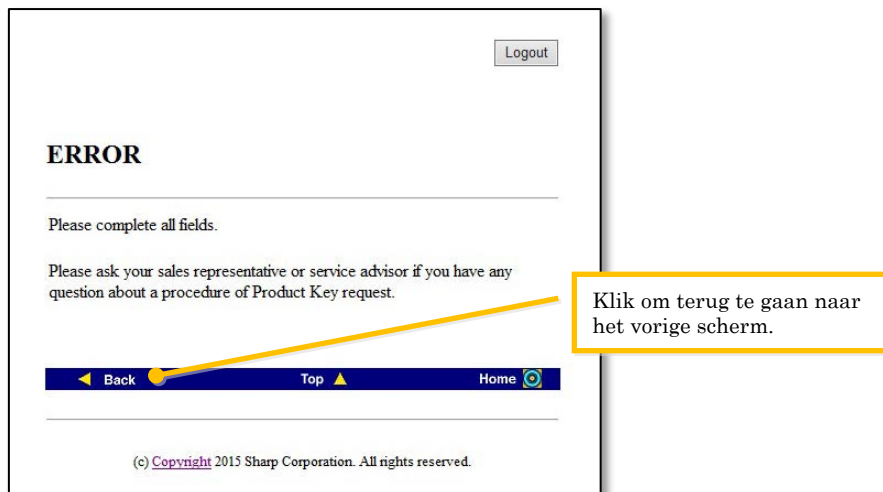 Logout
ERROR
Please complete all fields.
Please ask your sales representative or service advisor if you have any
question about a procedure of Product Key request.
Klik om terug te gaan naar
het vorige scherm.
Back Top Home
(c) Copyright 2015 Sharp Corporation. All rights reserved.